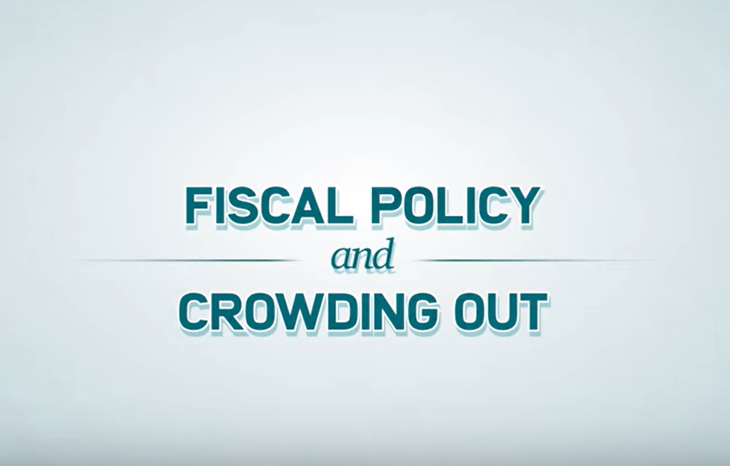 FISCAL POLICY
and
CROWDING OUT